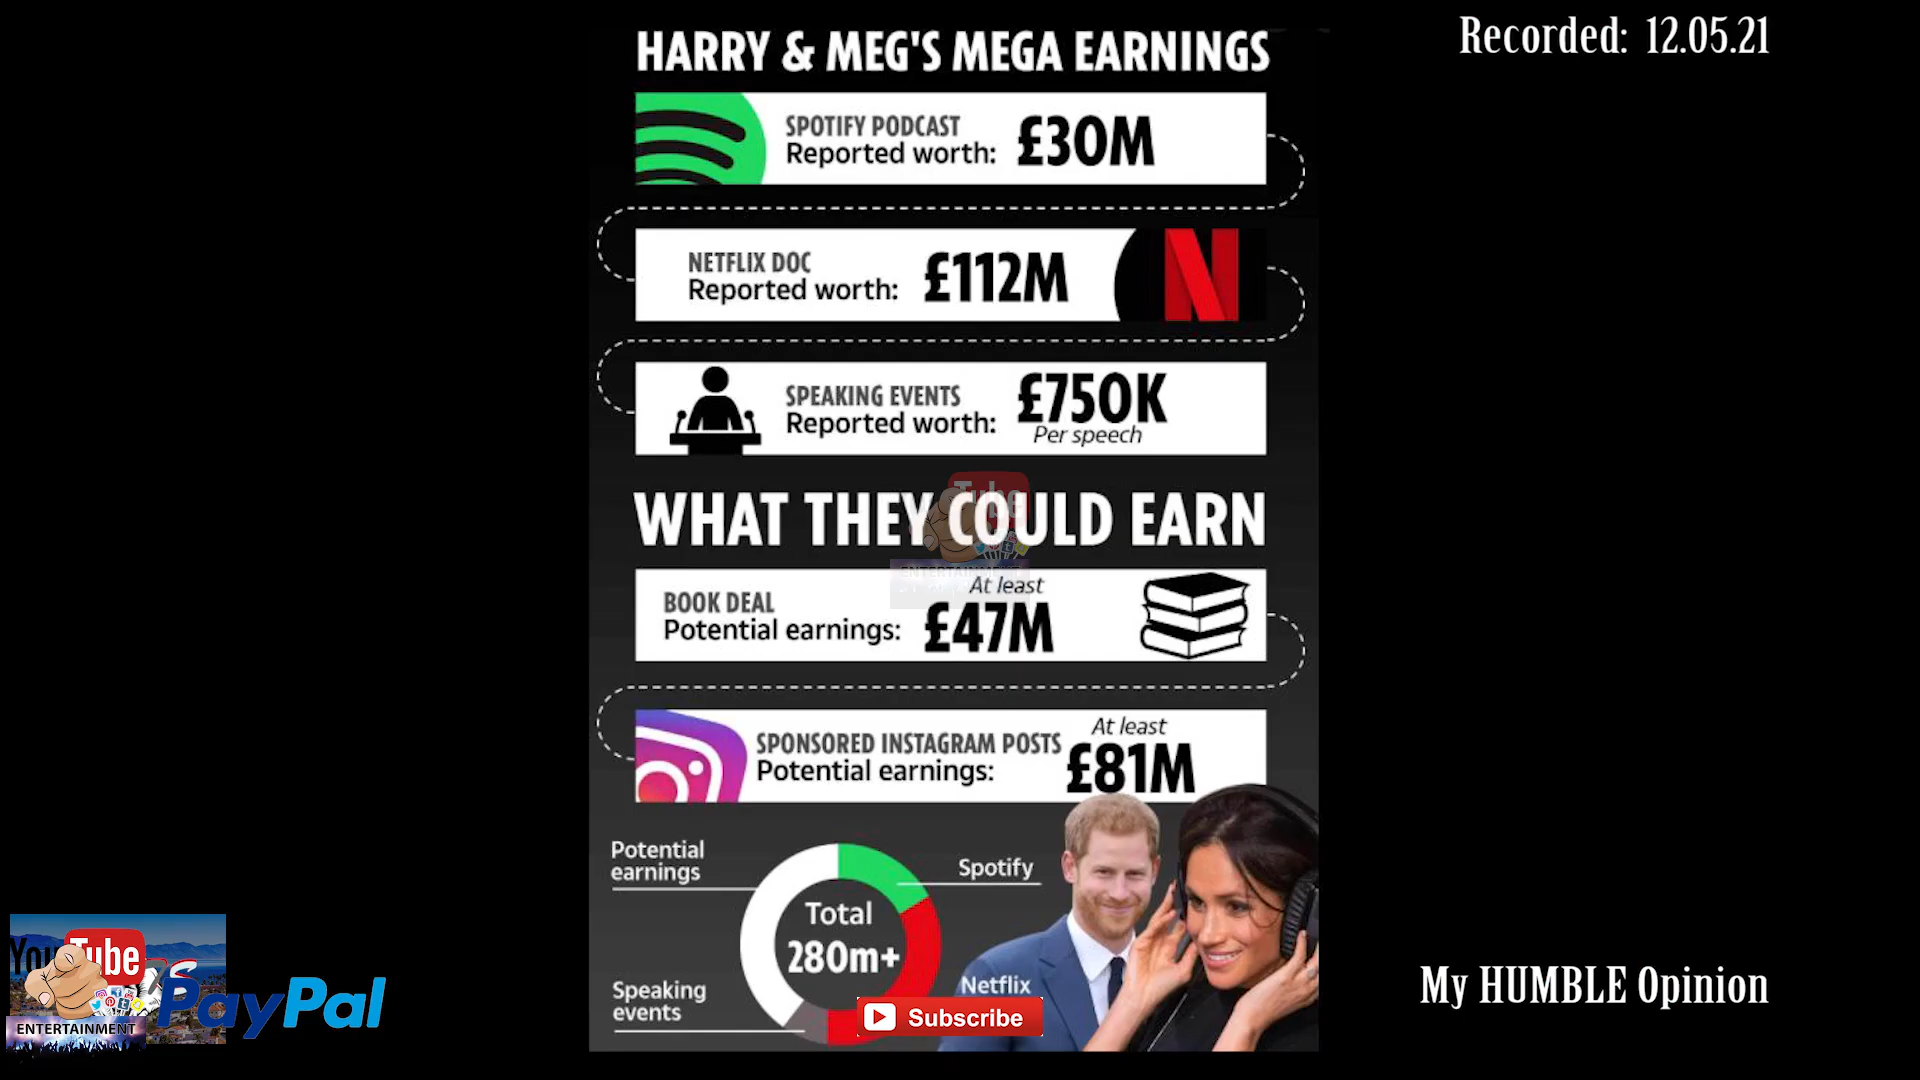 Recorded: 12.05.21
HARRY & MEG'S MEGA EARNINGS
SPOTIFY PODCAST
Reported worth: £30M
NETFLIX DOC
Reported worth: £112M
SPEAKING EVENTS
Reported worth: £750K
Per speech
WHAT THEY COULD EARN
Tube
ENTERTAINMENT
At least
BOOK DEAL
Potential earnings: £47M
At least
SPONSORED INSTAGRAM POSTS
Potential earnings: £81M
Potential
earnings
Spotify
Total
280m+
Netflix
Speaking
events
Subscribe
YouTube
ENTERTAINMENT
PayPal
My HUMBLE Opinion